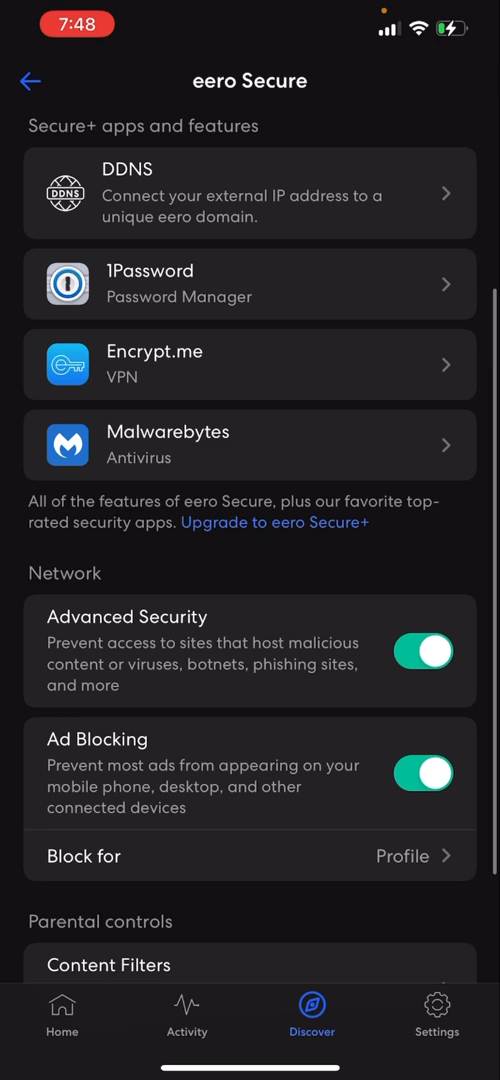 7:48
eero Secure
Secure+ apps and features
DDNS
DDNS
Connect your external IP address to a
unique eero domain.
1Password
Password Manager
Encrypt.me
VPN
Malwarebytes
Antivirus
All of the features of eero Secure, plus our favorite top-
rated security apps. Upgrade to eero Secure+
Network
Advanced Security
Prevent access to sites that host malicious
content or viruses, botnets, phishing sites,
and more
Ad Blocking
Prevent most ads from appearing on your
mobile phone, desktop, and other
connected devices
Block for Profile
Parental controls
Content Filters
Home Activity Discover Settings